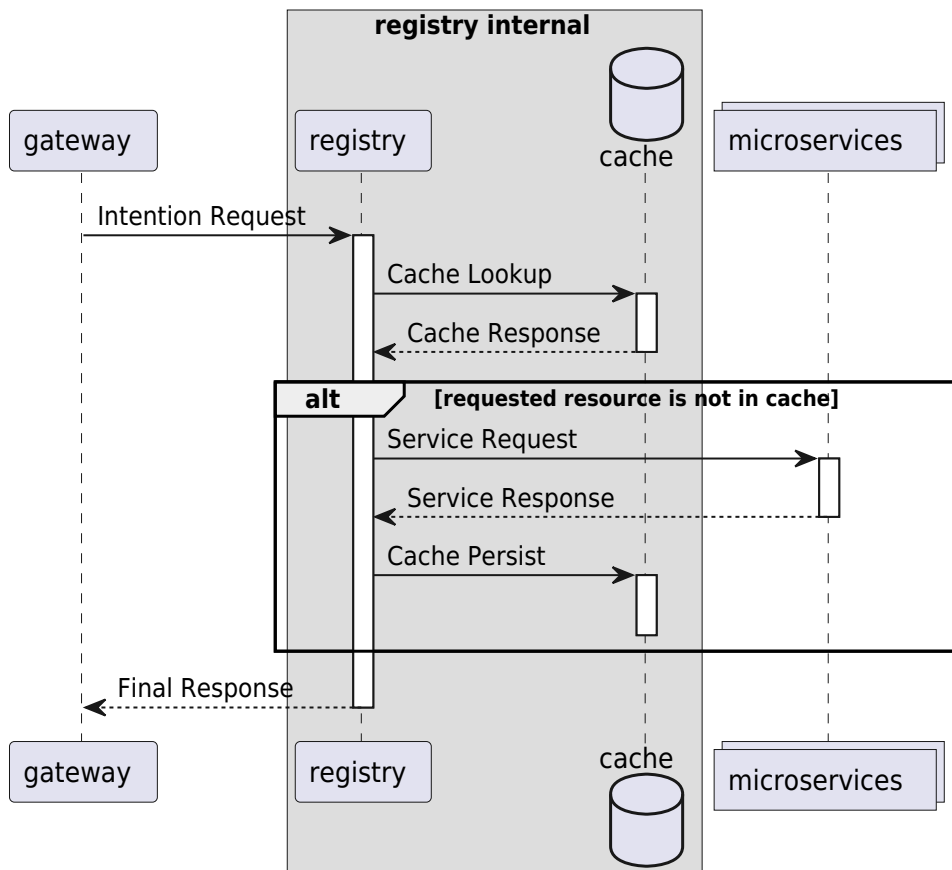 registry internal
gateway
registry
cache
microservices
Intention Request
Cache Lookup
Cache Response
alt
[requested resource is not in cache]
Service Request
Service Response
Cache Persist
Final Response
gateway
registry
cache
microservices